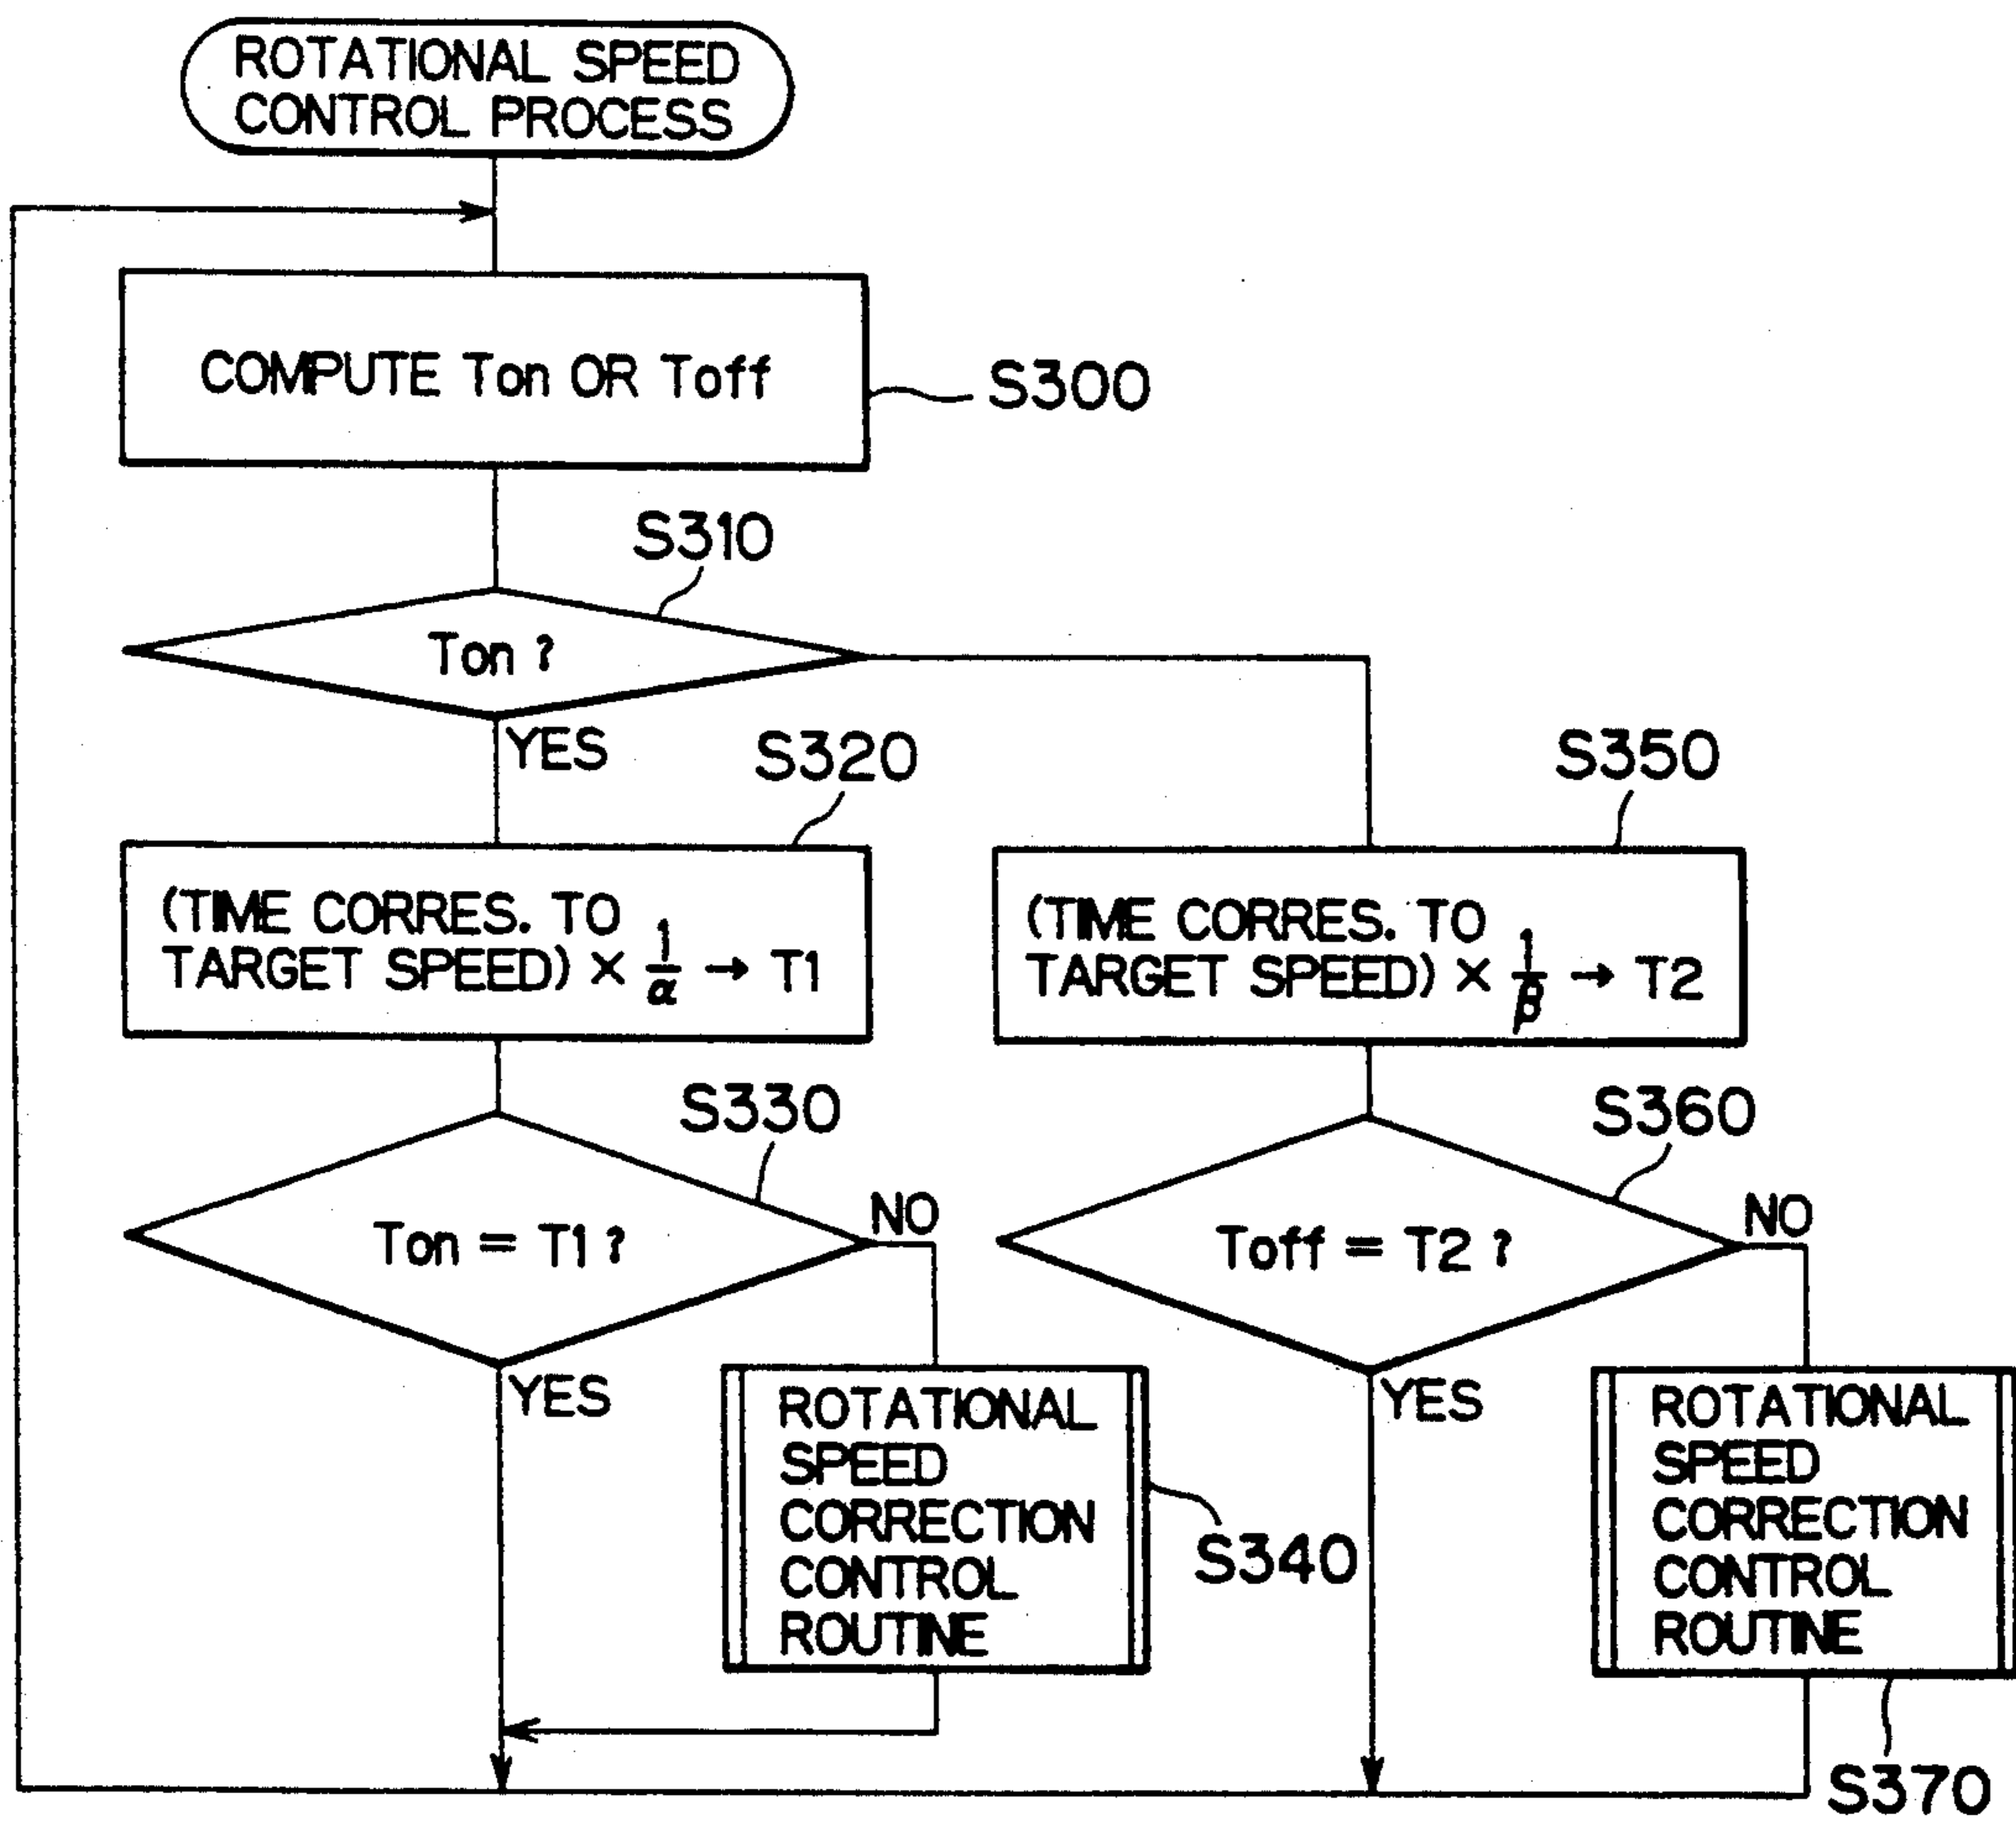 ROTATIONAL SPEED
CONTROL PROCESS
COMPUTE Ton OR Toff
S300
S310
Ton ?
YES
S320
S350
(TIME CORRES. TO
TARGET SPEED) × 1/α → T1
(TIME CORRES. TO
TARGET SPEED) × 1/β → T2
S330
S360
Ton = T1 ?
NO
Toff = T2 ?
NO
YES
ROTATIONAL
SPEED
CORRECTION
CONTROL
ROUTINE
S340
YES
ROTATIONAL
SPEED
CORRECTION
CONTROL
ROUTINE
S370